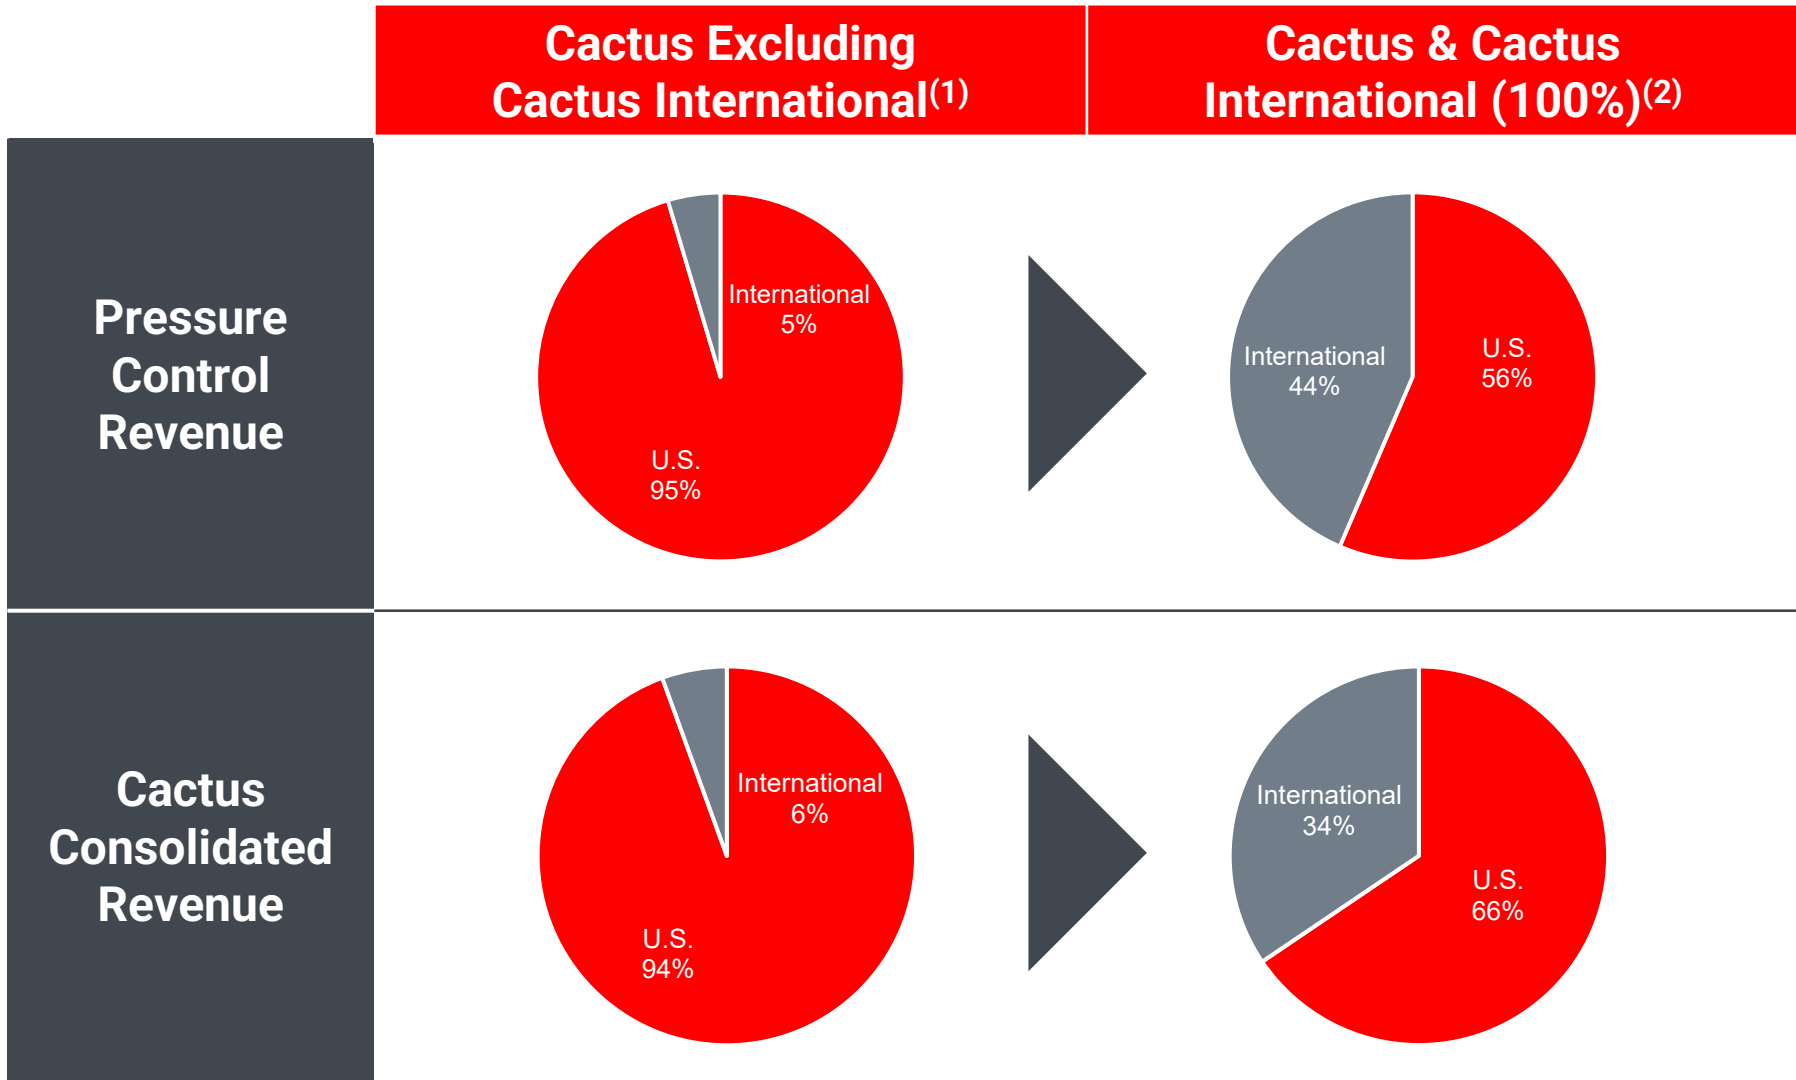 Cactus Excluding
Cactus International(1)
Cactus & Cactus
International (100%)(2)
Pressure
Control
Revenue
International
5%
U.S.
95%
International
44%
U.S.
56%
Cactus
Consolidated
Revenue
International
6%
U.S.
94%
International
34%
U.S.
66%